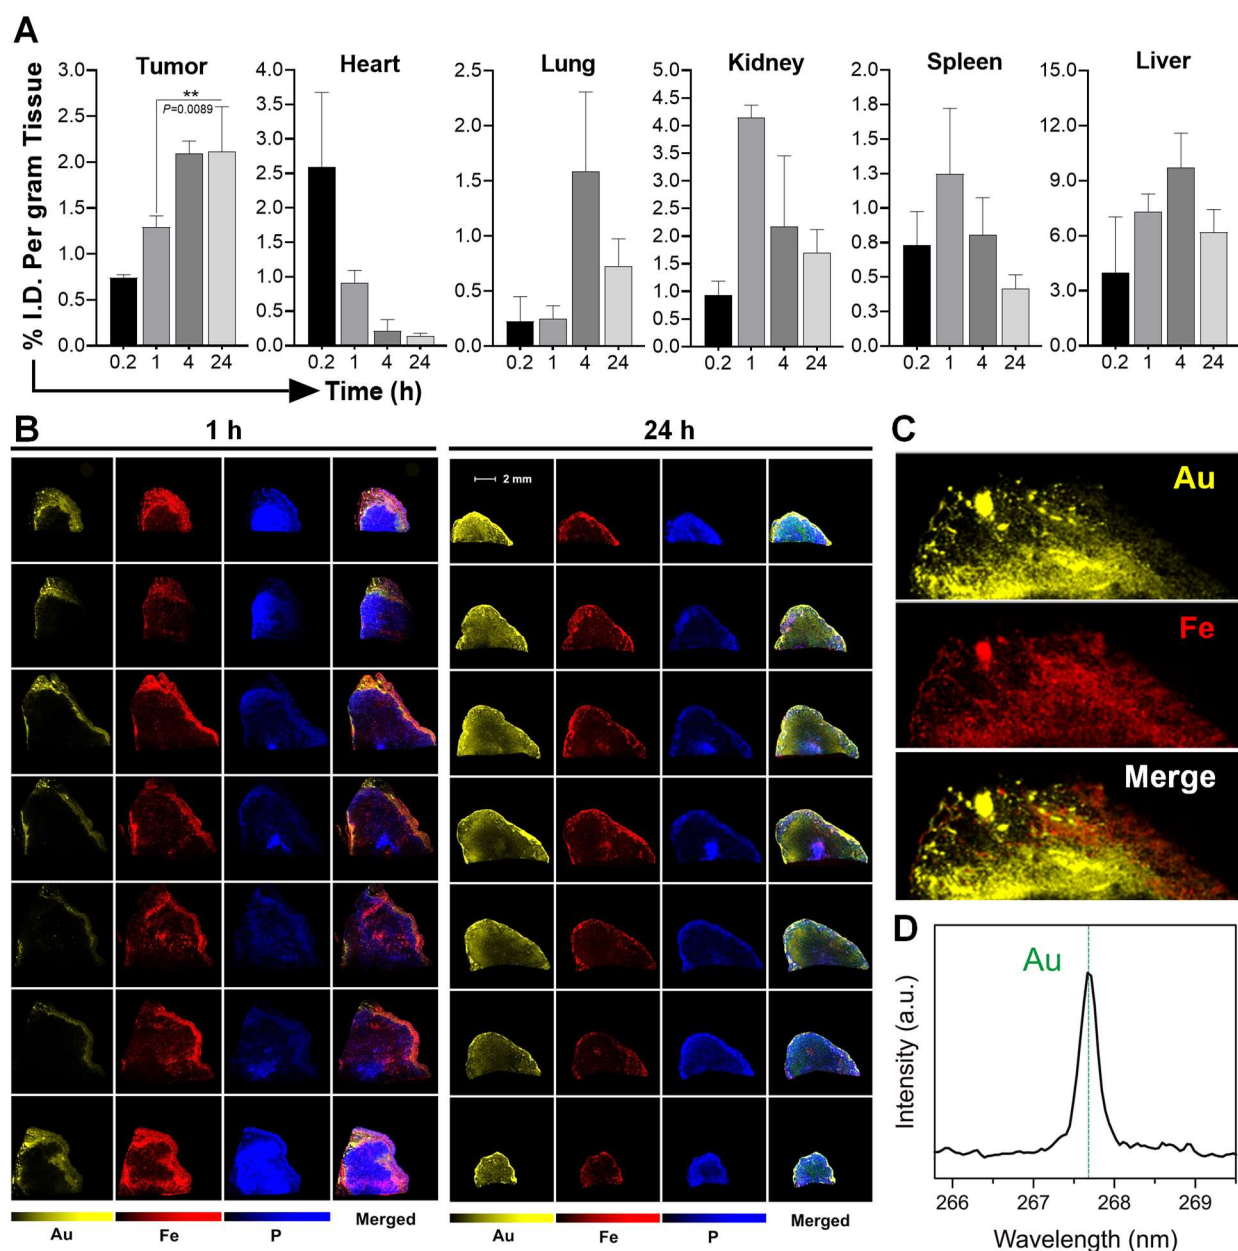 A
% I.D. Per gram Tissue
Tumor
3.0
2.5
2.0
1.5
1.0
0.5
0.0
**
P=0.0089
0.2 1 4 24
Heart
4.0
3.5
3.0
2.5
2.0
1.5
1.0
0.5
0.0
0.2 1 4 24
Lung
2.5
2.0
1.5
1.0
0.5
0.0
0.2 1 4 24
Kidney
5.0
4.5
4.0
3.5
3.0
2.5
2.0
1.5
1.0
0.5
0.0
0.2 1 4 24
Spleen
2.0
1.8
1.5
1.3
1.0
0.8
0.5
0.3
0.0
0.2 1 4 24
Liver
15.0
12.0
9.0
6.0
3.0
0.0
0.2 1 4 24
Time (h)
B
1 h
24 h
2 mm
Au Fe P Merged
Au Fe P Merged
C
Au
Fe
Merge
D
Au
Intensity (a.u.)
266 267 268 269
Wavelength (nm)